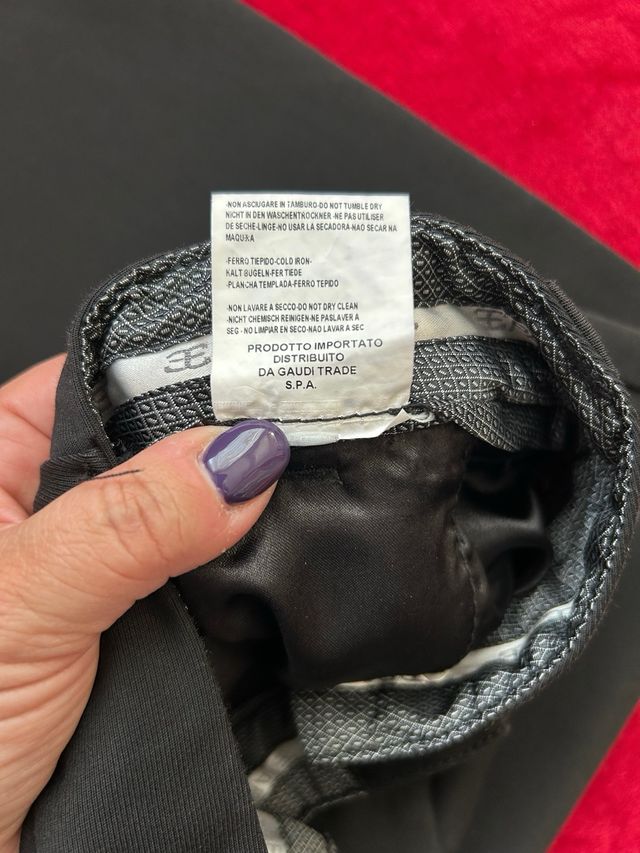 -NON ASCIUGARE IN TAMBURO-DO NOT TUMBLE DRY
NICHT IN DEN WASCHENTROCKNER -NE PAS UTILISER
DE SECHE-LINGE-NO USAR LA SECADORA-NAO SECAR NA
MAQUINA
-FERRO TEPIDO-COLD IRON-
KALT BUGELN-FER TIEDE
-PLANCHA TEMPLADA-FERRO TEPIDO
-NON LAVARE A SECCO-DO NOT DRY CLEAN
-NICHT CHEMISCH REINIGEN-NE PASLAVER A
SEG -NO LIMPIAR EN SECO-NAO LAVAR A SEC
PRODOTTO IMPORTATO
DISTRIBUITO
DA GAUDI TRADE
S.P.A.